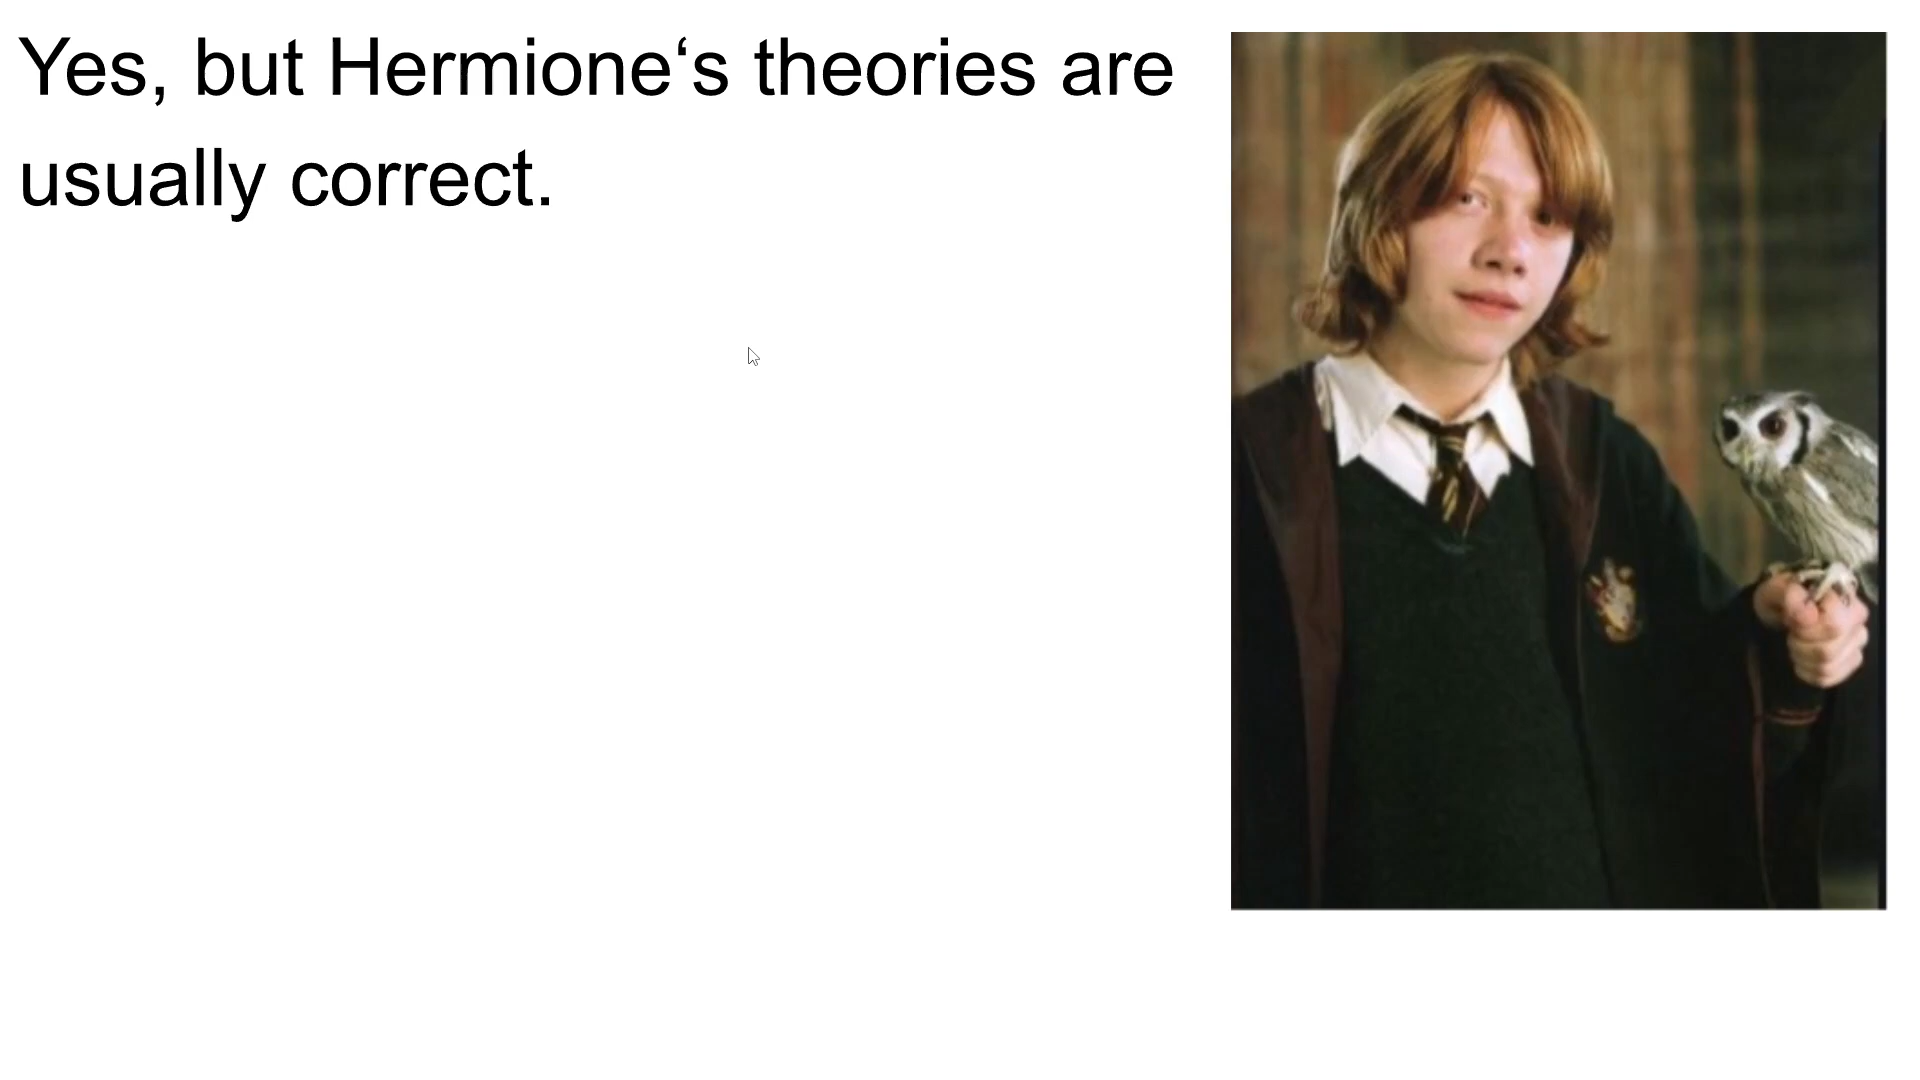 Yes, but Hermione‘s theories are
usually correct.